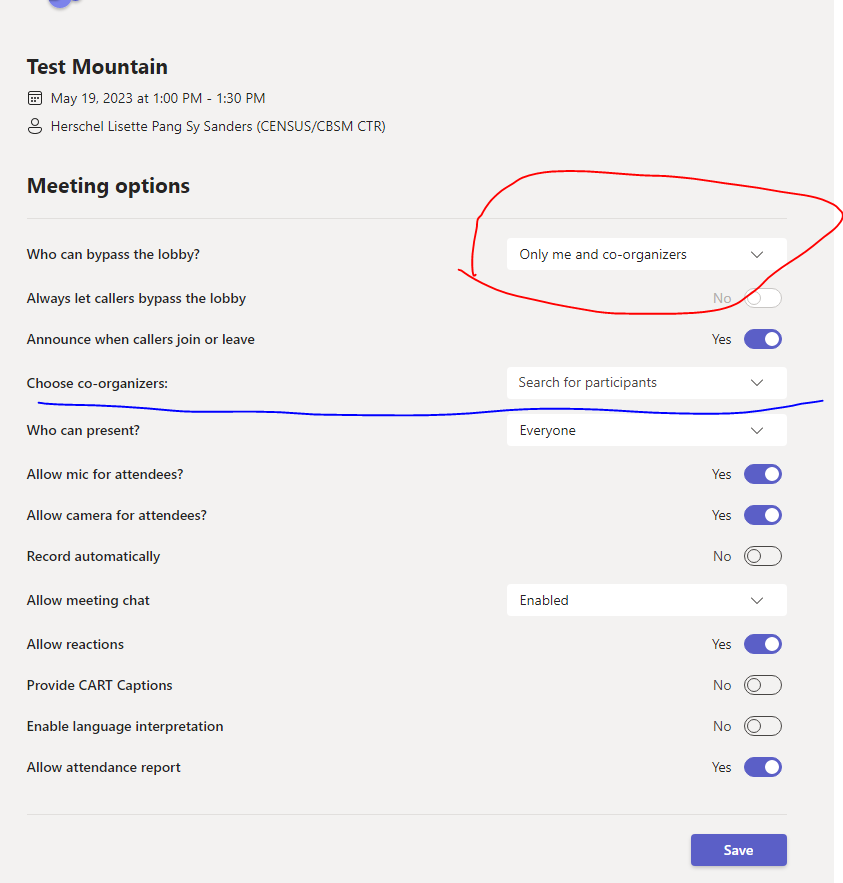 Test Mountain
May 19, 2023 at 1:00 PM - 1:30 PM
Herschel Lisette Pang Sy Sanders (CENSUS/CBSM CTR)
Meeting options
Who can bypass the lobby? Only me and co-organizers
Always let callers bypass the lobby No
Announce when callers join or leave Yes
Choose co-organizers: Search for participants
Who can present? Everyone
Allow mic for attendees? Yes
Allow camera for attendees? Yes
Record automatically No
Allow meeting chat Enabled
Allow reactions Yes
Provide CART Captions No
Enable language interpretation No
Allow attendance report Yes
Save